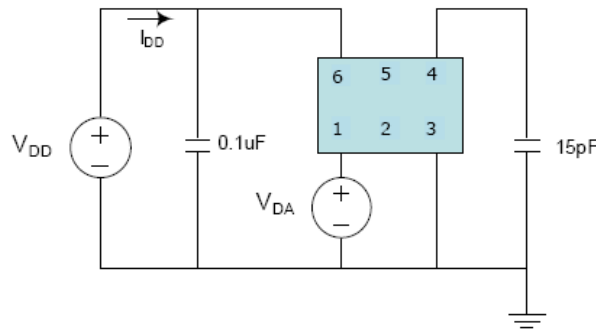 I_DD
6 5 4
1 2 3
V_DD
+
−
0.1uF
15pF
V_DA
+
−